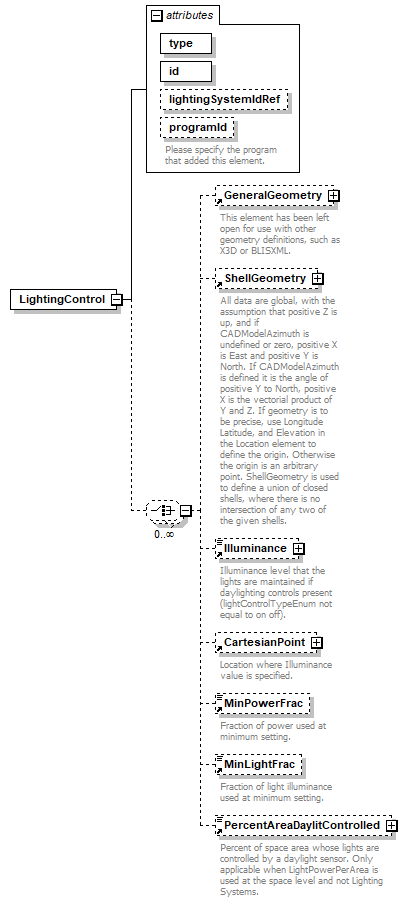 attributes
type
id
lightingSystemIdRef
programId
Please specify the program
that added this element.
LightingControl
0..∞
GeneralGeometry
This element has been left
open for use with other
geometry definitions, such as
X3D or BLISXML.
ShellGeometry
All data are global, with the
assumption that positive Z is
up, and if
CADModelAzimuth is
undefined or zero, positive X
is East and positive Y is
North. If CADModelAzimuth
is defined it is the angle of
positive Y to North, positive
X is the vectorial product of
Y and Z. If geometry is to
be precise, use Longitude
Latitude, and Elevation in
the Location element to
define the origin. Otherwise
the origin is an arbitrary
point. ShellGeometry is used
to define a union of closed
shells, where there is no
intersection of any two of
the given shells.
Illuminance
Illuminance level that the
lights are maintained if
daylighting controls present
(lightControlTypeEnum not
equal to on off).
CartesianPoint
Location where Illuminance
value is specified.
MinPowerFrac
Fraction of power used at
minimum setting.
MinLightFrac
Fraction of light illuminance
used at minimum setting.
PercentAreaDaylitControlled
Percent of space area whose lights are
controlled by a daylight sensor. Only
applicable when LightPowerPerArea is
used at the space level and not Lighting
Systems.